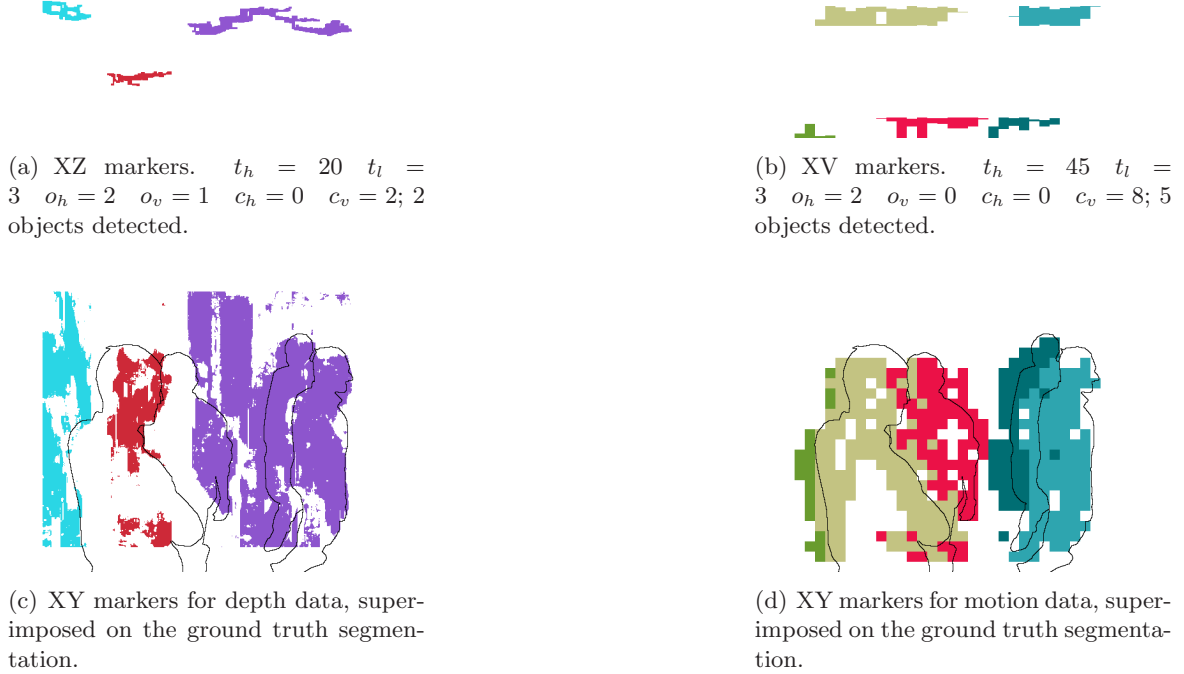 (a) XZ markers. t_h = 20 t_l =
3 o_h = 2 o_v = 1 c_h = 0 c_v = 2; 2
objects detected.
(b) XV markers. t_h = 45 t_l =
3 o_h = 2 o_v = 0 c_h = 0 c_v = 8; 5
objects detected.
(c) XY markers for depth data, super-
imposed on the ground truth segmen-
tation.
(d) XY markers for motion data, super-
imposed on the ground truth segmenta-
tion.